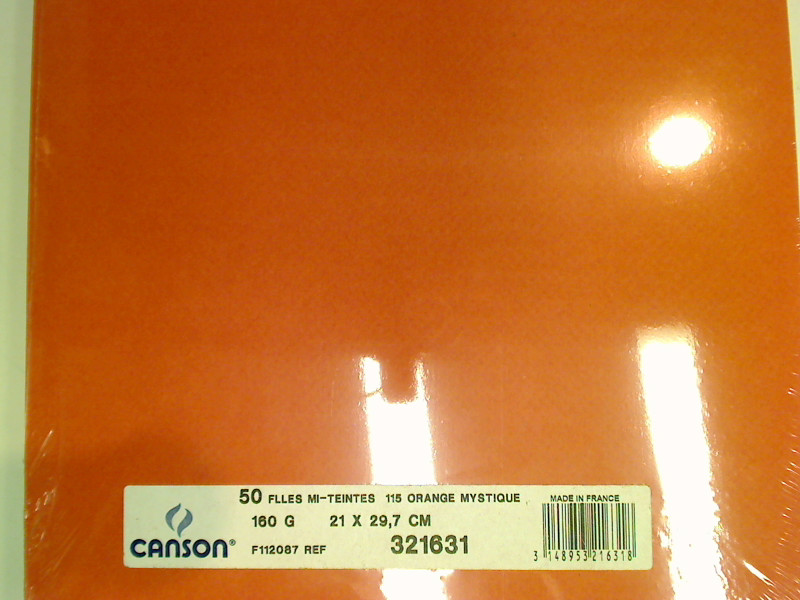 50 FLLES MI-TEINTES 115 ORANGE MYSTIQUE
MADE IN FRANCE
160 G 21 X 29,7 CM
CANSON®
F112087 REF 321631
3 148953 216318